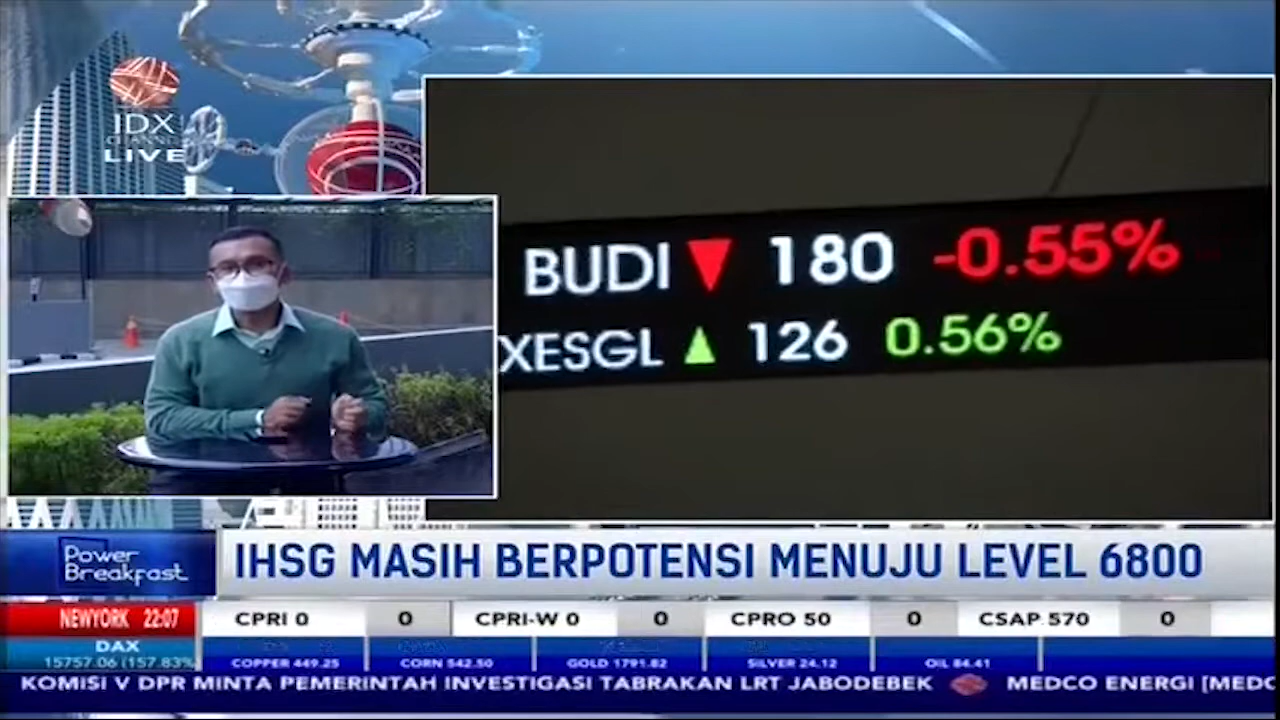 IDX
CHANNEL
LIVE
BUDI ▼ 180 -0.55%
XESGL ▲ 126 0.56%
Power
Breakfast
IHSG MASIH BERPOTENSI MENUJU LEVEL 6800
NEWYORK 22:07
CPRI 0 0 CPRI-W 0 0 CPRO 50 0 CSAP 570 0
DAX
15757.06 (157.83%)
COPPER 449.25 CORN 542.50 GOLD 1791.82 SILVER 24.12 OIL 84.41
KOMISI V DPR MINTA PEMERINTAH INVESTIGASI TABRAKAN LRT JABODEBEK MEDCO ENERGI [MEDC